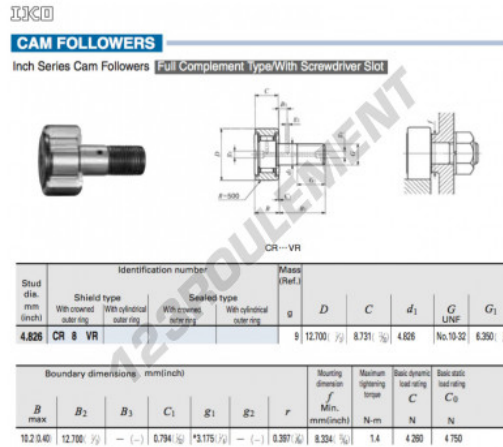 IKO
CAM FOLLOWERS
Inch Series Cam Followers Full Complement Type/With Screwdriver Slot
C
D
R=500
B
CR···VR
123ROULEMENT
Stud dia. mm (inch)
Identification number
Mass (Ref.)
g
Shield type
Sealed type
With crowned outer ring
With cylindrical outer ring
With crowned outer ring
With cylindrical outer ring
D
C
d1
G UNF
G1
4.826 CR 8 VR 9 12.700( 8.731( 4.826 No.10-32 6.350(
Boundary dimensions mm(inch)
Mounting dimension f Min. mm(inch)
Maximum tightening torque N-m
Basic dynamic load rating C N
Basic static load rating C0 N
B max
B2
B3
C1
g1
g2
r
10.2(0.40) 12.700( ½) — (—) 0.794( *3.175( — (—) 0.397( 8.334( 1.4 4 260 4 750